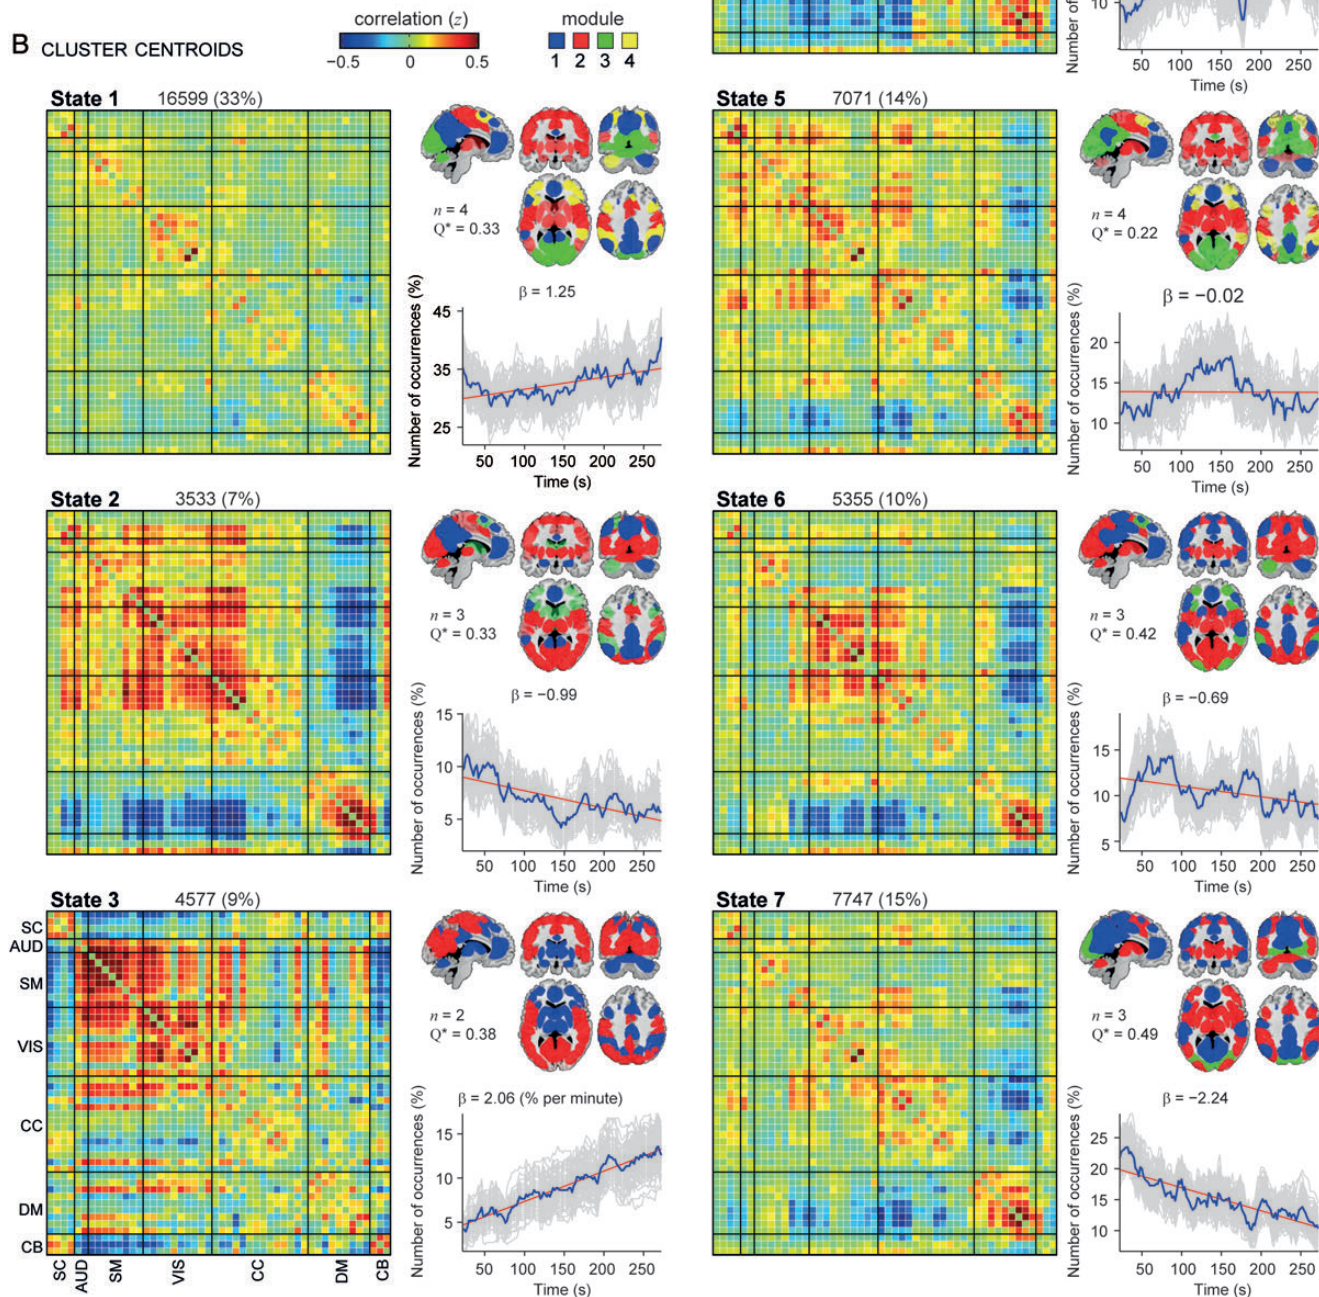 Number of
10
50 100 150 200 250
Time (s)
B CLUSTER CENTROIDS
correlation (z)
−0.5 0 0.5
module
1 2 3 4
State 1 16599 (33%)
n = 4
Q* = 0.33
β = 1.25
Number of occurrences (%)
45
35
25
50 100 150 200 250
Time (s)
State 5 7071 (14%)
n = 4
Q* = 0.22
β = −0.02
Number of occurrences (%)
20
15
10
50 100 150 200 250
Time (s)
State 2 3533 (7%)
n = 3
Q* = 0.33
β = −0.99
Number of occurrences (%)
15
10
5
50 100 150 200 250
Time (s)
State 6 5355 (10%)
n = 3
Q* = 0.42
β = −0.69
Number of occurrences (%)
15
10
5
50 100 150 200 250
Time (s)
State 3 4577 (9%)
SC
AUD
SM
VIS
CC
DM
CB
SC AUD SM VIS CC DM CB
n = 2
Q* = 0.38
β = 2.06 (% per minute)
Number of occurrences (%)
15
10
5
50 100 150 200 250
Time (s)
State 7 7747 (15%)
n = 3
Q* = 0.49
β = −2.24
Number of occurrences (%)
25
20
15
10
50 100 150 200 250
Time (s)